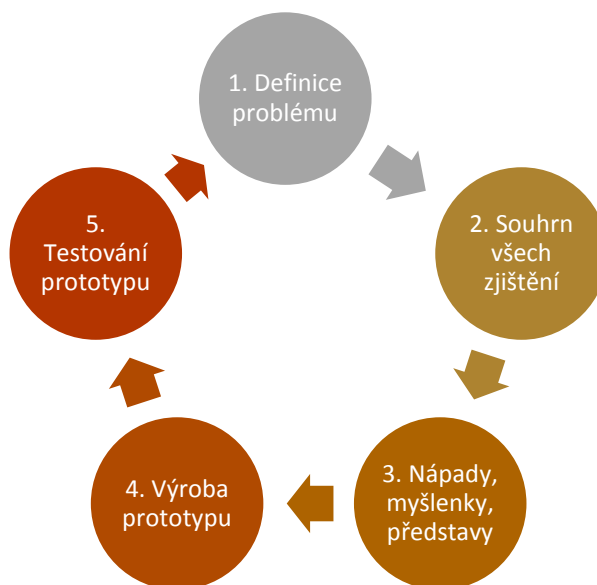 1. Definice
problému
2. Souhrn
všech
zjištění
3. Nápady,
myšlenky,
představy
4. Výroba
prototypu
5.
Testování
prototypu